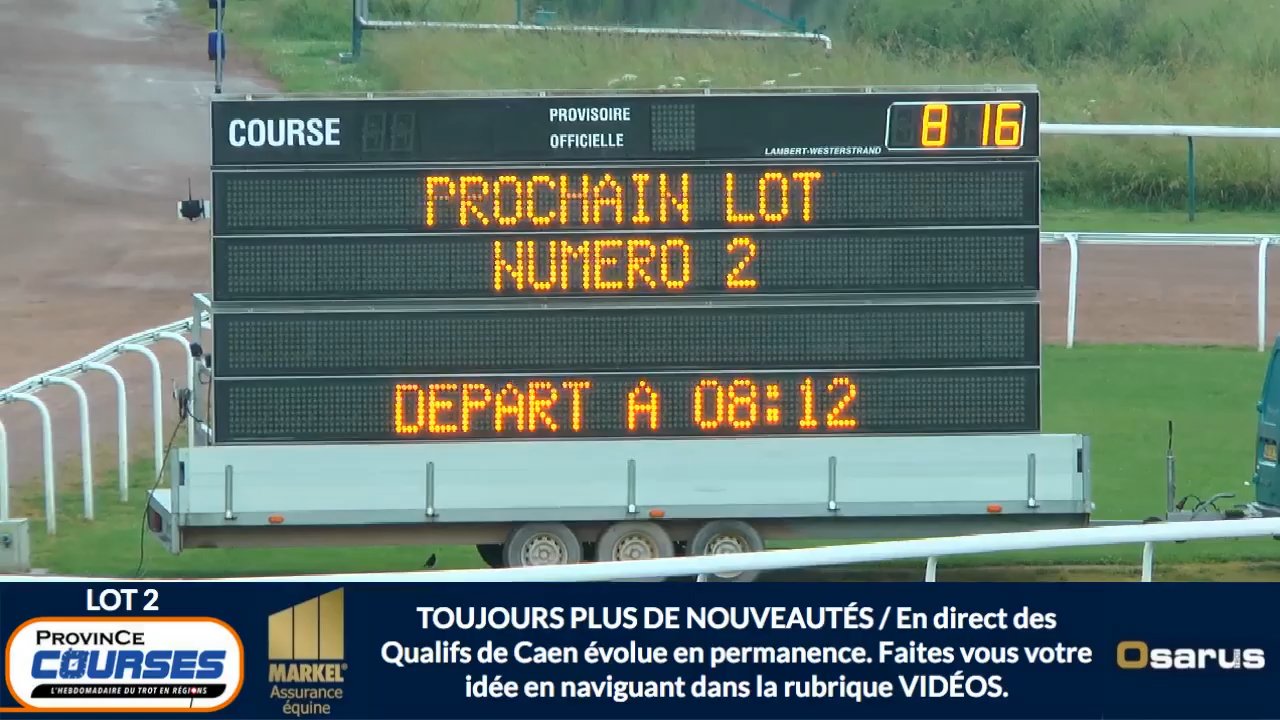 COURSE
PROVISOIRE
OFFICIELLE
8 16
LAMBERT-WESTERSTRAND
PROCHAIN LOT
NUMERO 2
DEPART A 08:12
LOT 2
PROVINCE
COURSES
L'HEBDOMADAIRE DU TROT EN RÉGIONS
MARKEL®
Assurance
équine
TOUJOURS PLUS DE NOUVEAUTÉS / En direct des
Qualifs de Caen évolue en permanence. Faites vous votre
idée en naviguant dans la rubrique VIDÉOS.
Osarus